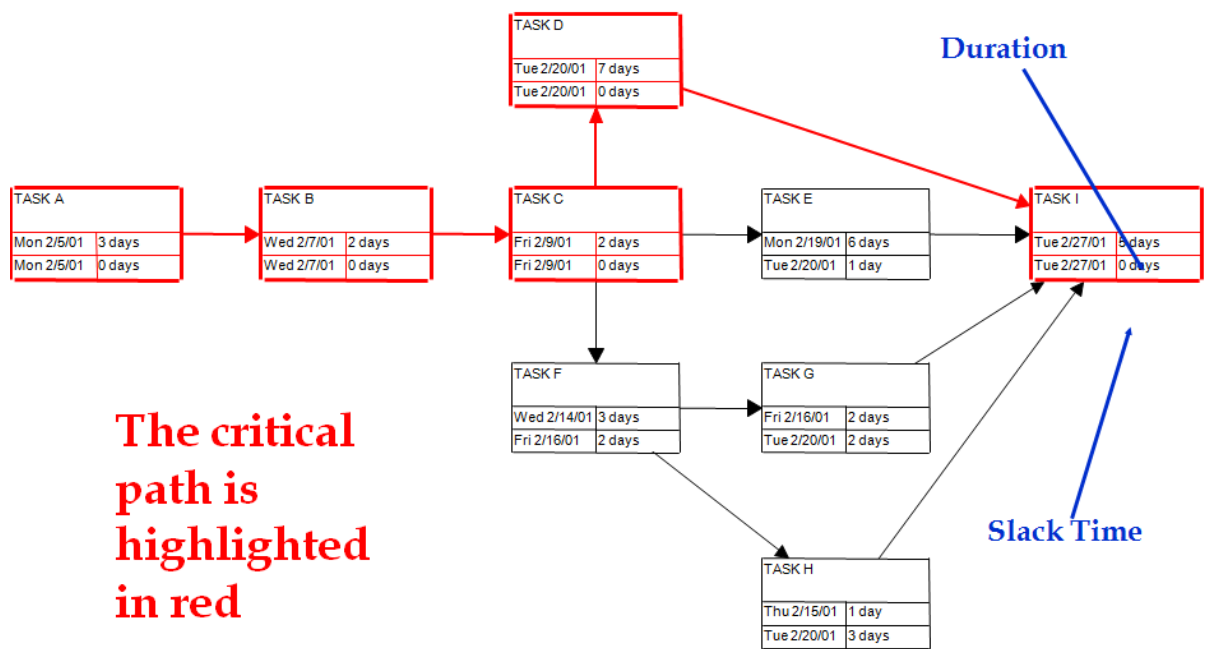 TASK D
Tue 2/20/01 7 days
Tue 2/20/01 0 days
Duration
TASK A
Mon 2/5/01 3 days
Mon 2/5/01 0 days
TASK B
Wed 2/7/01 2 days
Wed 2/7/01 0 days
TASK C
Fri 2/9/01 2 days
Fri 2/9/01 0 days
TASK E
Mon 2/19/01 6 days
Tue 2/20/01 1 day
TASK I
Tue 2/27/01 5 days
Tue 2/27/01 0 days
TASK F
Wed 2/14/01 3 days
Fri 2/16/01 2 days
TASK G
Fri 2/16/01 2 days
Tue 2/20/01 2 days
The critical
path is
highlighted
in red
Slack Time
TASK H
Thu 2/15/01 1 day
Tue 2/20/01 3 days